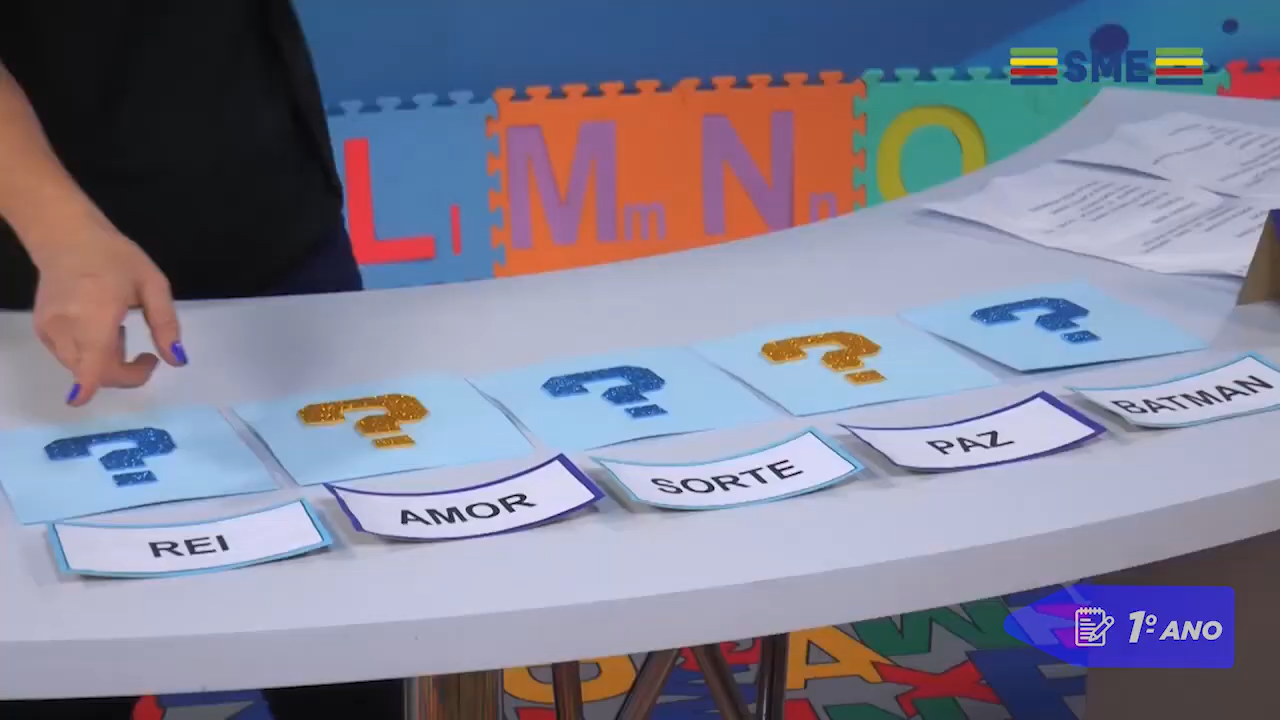 SME
L l
M m N n
O
? ? ? ? ?
REI
AMOR
SORTE
PAZ
BATMAN
1º ANO